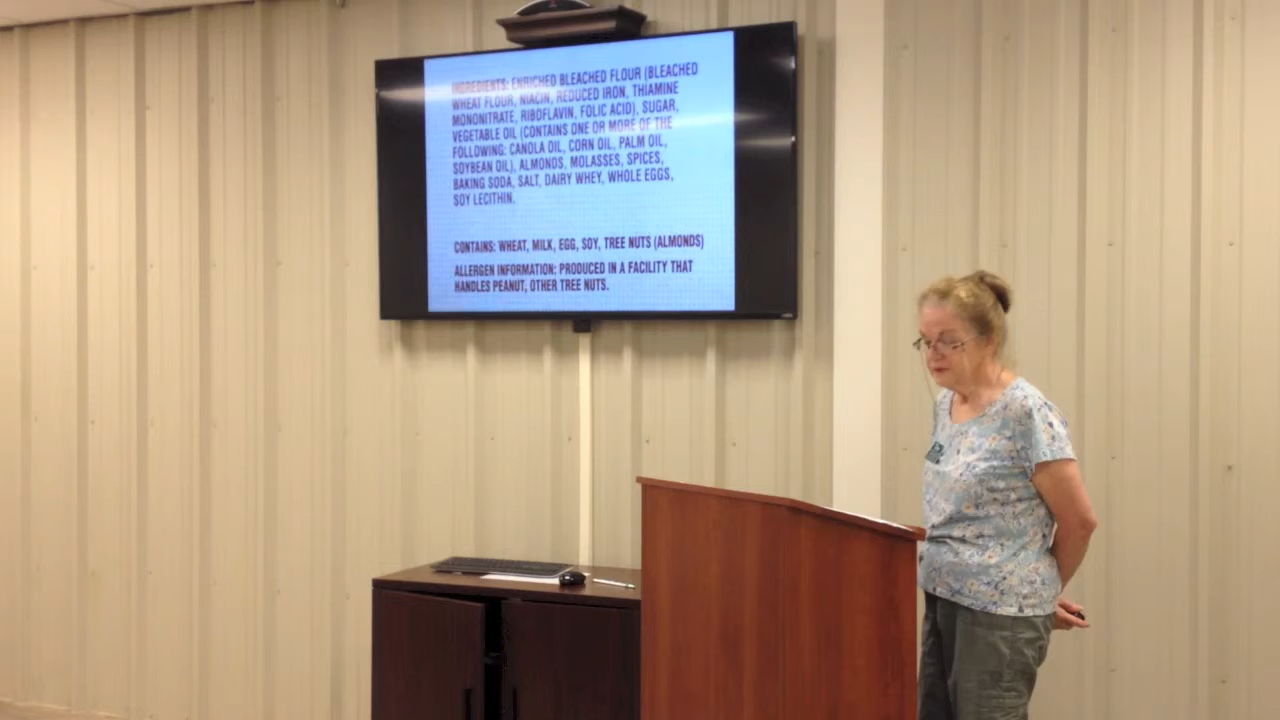 INGREDIENTS: ENRICHED BLEACHED FLOUR (BLEACHED
WHEAT FLOUR, NIACIN, REDUCED IRON, THIAMINE
MONONITRATE, RIBOFLAVIN, FOLIC ACID), SUGAR,
VEGETABLE OIL (CONTAINS ONE OR MORE OF THE
FOLLOWING: CANOLA OIL, CORN OIL, PALM OIL,
SOYBEAN OIL), ALMONDS, MOLASSES, SPICES,
BAKING SODA, SALT, DAIRY WHEY, WHOLE EGGS,
SOY LECITHIN.
CONTAINS: WHEAT, MILK, EGG, SOY, TREE NUTS (ALMONDS)
ALLERGEN INFORMATION: PRODUCED IN A FACILITY THAT
HANDLES PEANUT, OTHER TREE NUTS.